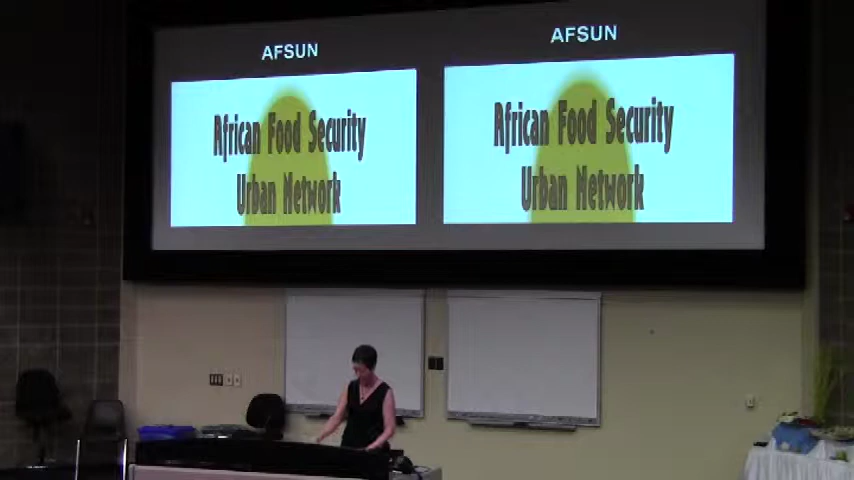 AFSUN
African Food Security
Urban Network
AFSUN
African Food Security
Urban Network